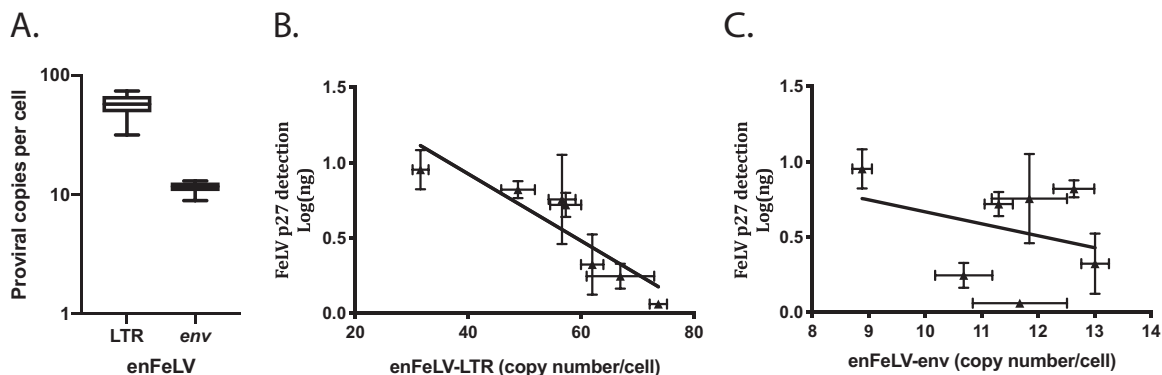 A.
B.
C.
Proviral copies per cell
100
10
1
LTR
env
enFeLV
FeLV p27 detection
Log(ng)
1.5
1.0
0.5
0.0
20
40
60
80
enFeLV-LTR (copy number/cell)
FeLV p27 detection
Log(ng)
1.5
1.0
0.5
0.0
8
9
10
11
12
13
14
enFeLV-env (copy number/cell)